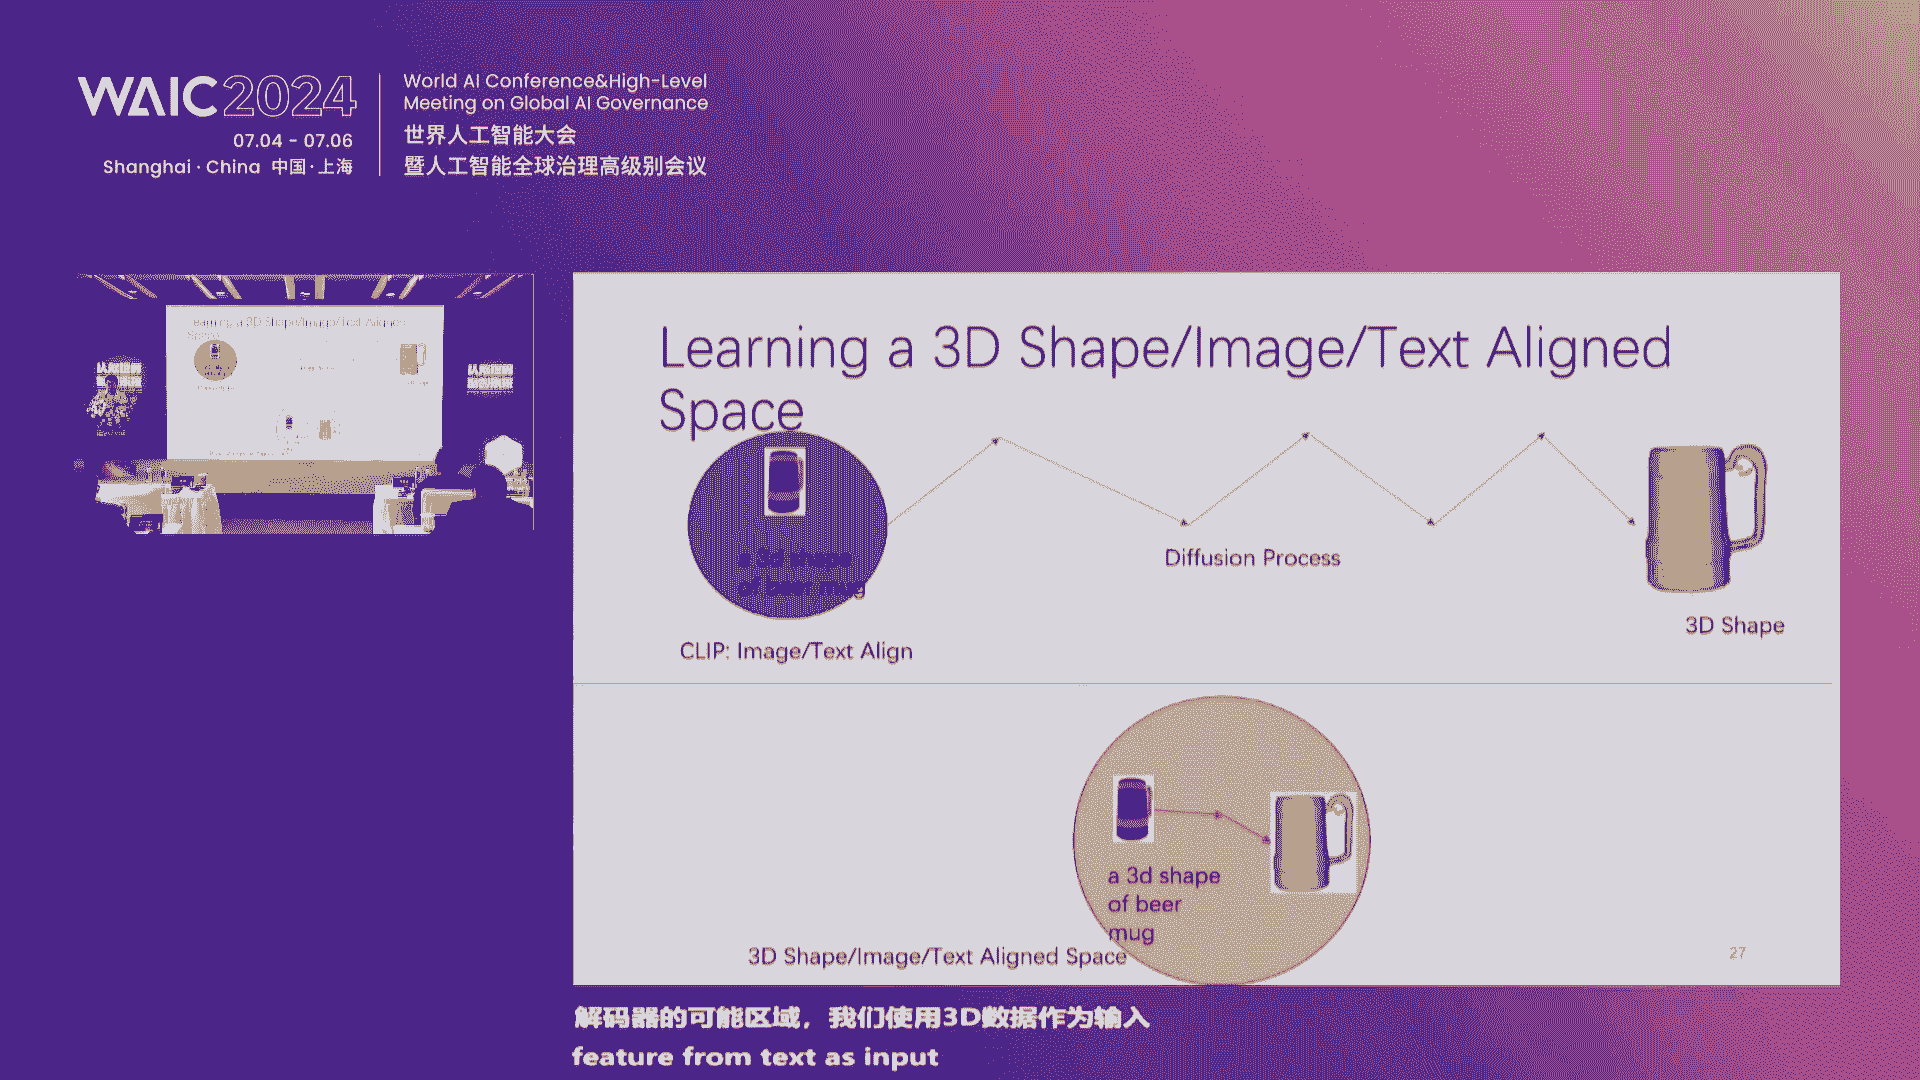 WAIC 2024
07.04 - 07.06
Shanghai · China 中国·上海
World AI Conference&High-Level
Meeting on Global AI Governance
世界人工智能大会
暨人工智能全球治理高级别会议
Learning a 3D Shape/Image/Text Aligned
Space
a 3d shape
of beer mug
CLIP: Image/Text Align
Diffusion Process
3D Shape
a 3d shape
of beer
mug
3D Shape/Image/Text Aligned Space
27
解码器的可能区域，我们使用3D数据作为输入
feature from text as input